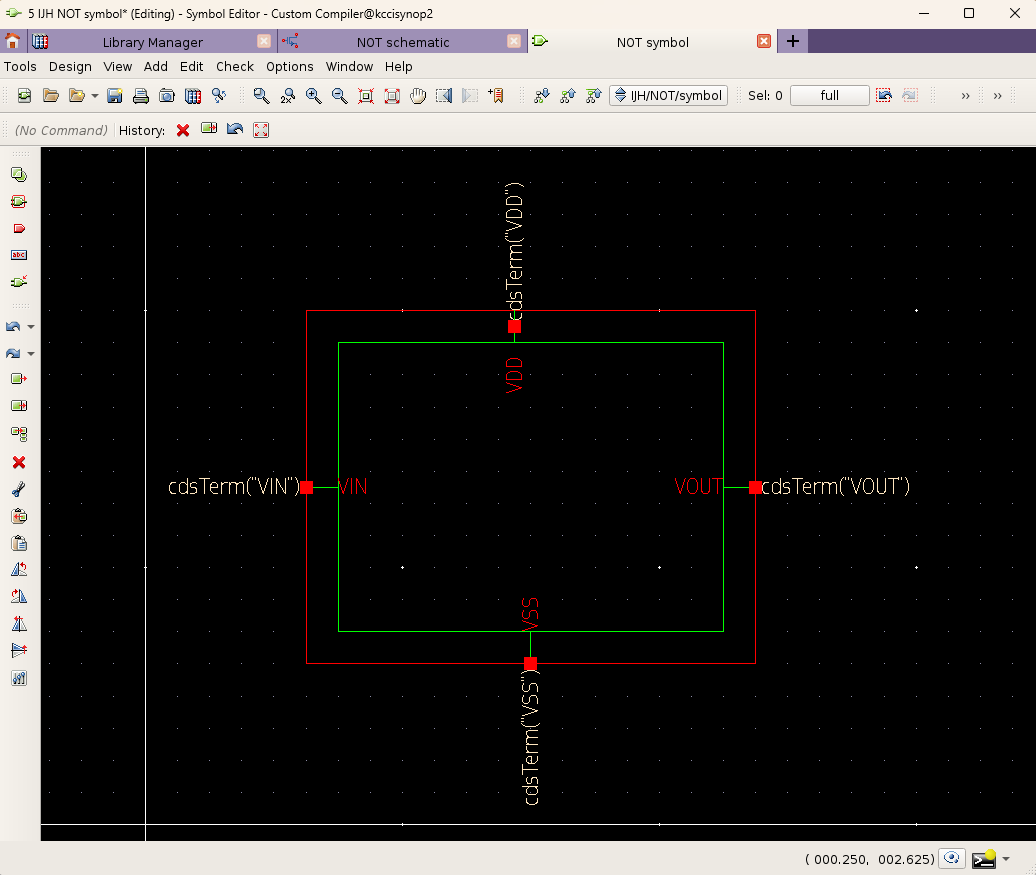 5 IJH NOT symbol* (Editing) - Symbol Editor - Custom Compiler@kccisynop2
Library Manager
NOT schematic
NOT symbol
Tools Design View Add Edit Check Options Window Help
IJH/NOT/symbol
Sel: 0
full
(No Command)
History:
abc
cdsTerm("VDD")
VDD
cdsTerm("VIN")
VIN
VOUT
cdsTerm("VOUT")
VSS
cdsTerm("VSS")
( 000.250, 002.625)